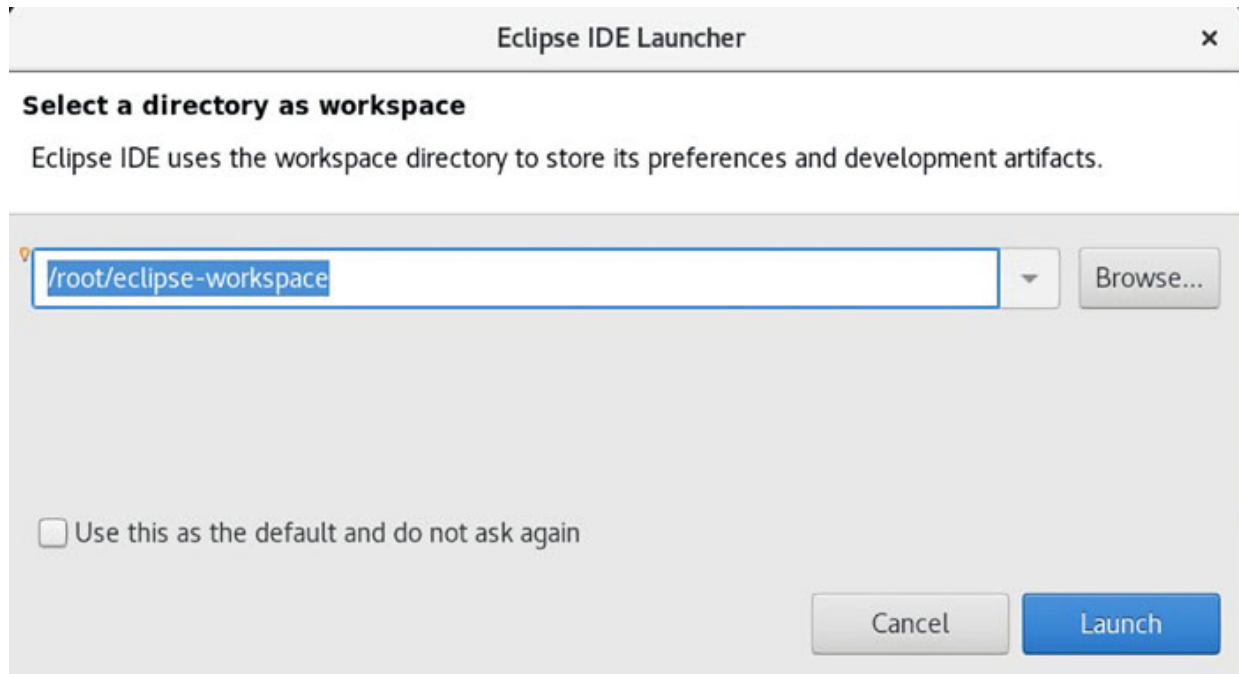 Eclipse IDE Launcher
×
Select a directory as workspace
Eclipse IDE uses the workspace directory to store its preferences and development artifacts.
/root/eclipse-workspace
Browse...
Use this as the default and do not ask again
Cancel
Launch